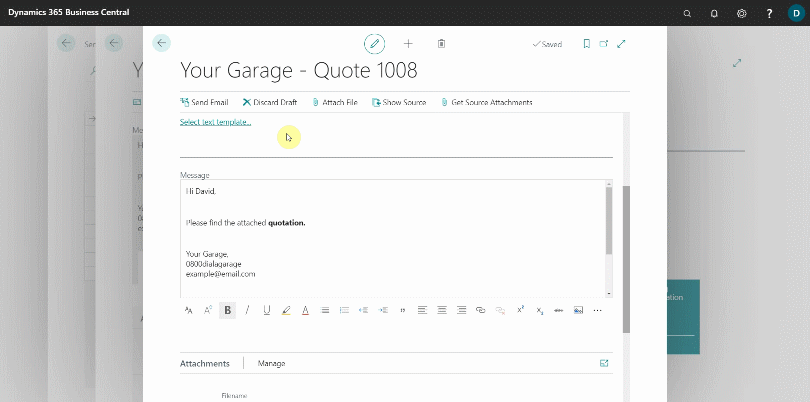 Dynamics 365 Business Central
?
D
Ser
Saved
Your Garage - Quote 1008
Send Email Discard Draft Attach File Show Source Get Source Attachments
Select text template...
Message
Hi David,
Please find the attached quotation.
Your Garage,
0800dialagarage
example@email.com
B I U A
Attachments Manage
Filename